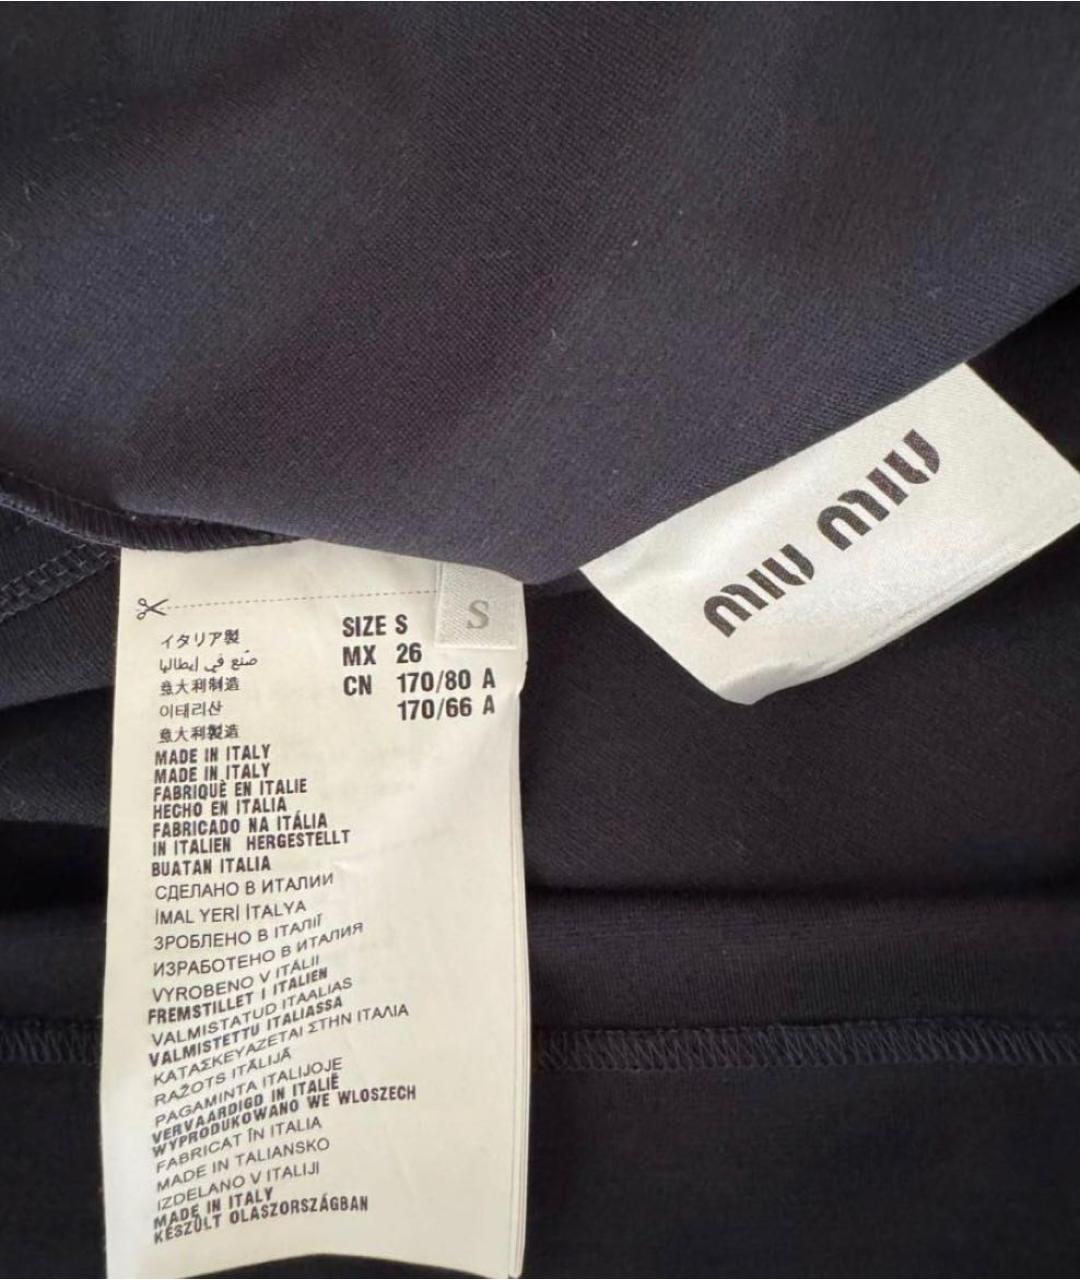 MIU MIU
S
SIZE S
MX 26
CN 170/80 A
170/66 A
イタリア製
صنع في إيطاليا
意大利制造
이태리산
意大利製造
MADE IN ITALY
MADE IN ITALY
FABRIQUÈ EN ITALIE
HECHO EN ITALIA
FABRICADO NA ITÁLIA
IN ITALIEN HERGESTELLT
BUATAN ITALIA
СДЕЛАНО В ИТАЛИИ
İMAL YERİ İTALYA
ЗРОБЛЕНО В ІТАЛІЇ
ИЗРАБОТЕНО В ИТАЛИЯ
VYROBENO V ITÁLII
FREMSTILLET I ITALIEN
VALMISTATUD ITAALIAS
VALMISTETTU ITALIASSA
ΚΑΤΑΣΚΕΥΑΖΕΤΑΙ ΣΤΗΝ ΙΤΑΛΙΑ
RAŽOTS ITĀLIJĀ
PAGAMINTA ITALIJOJE
VERVAARDIGD IN ITALIË
WYPRODUKOWANO WE WLOSZECH
FABRICAT ÎN ITALIA
MADE IN TALIANSKO
IZDELANO V ITALIJI
MADE IN ITALY
KÉSZÜLT OLASZORSZÁGBAN